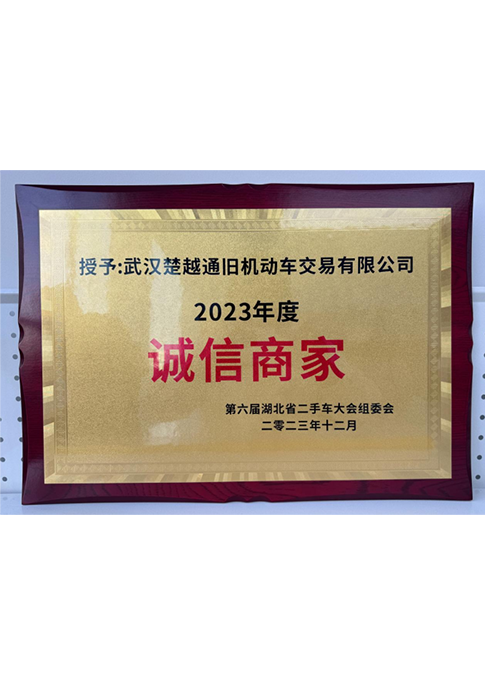 授予:武汉楚越通旧机动车交易有限公司
2023年度
诚信商家
第六届湖北省二手车大会组委会
二零二三年十二月